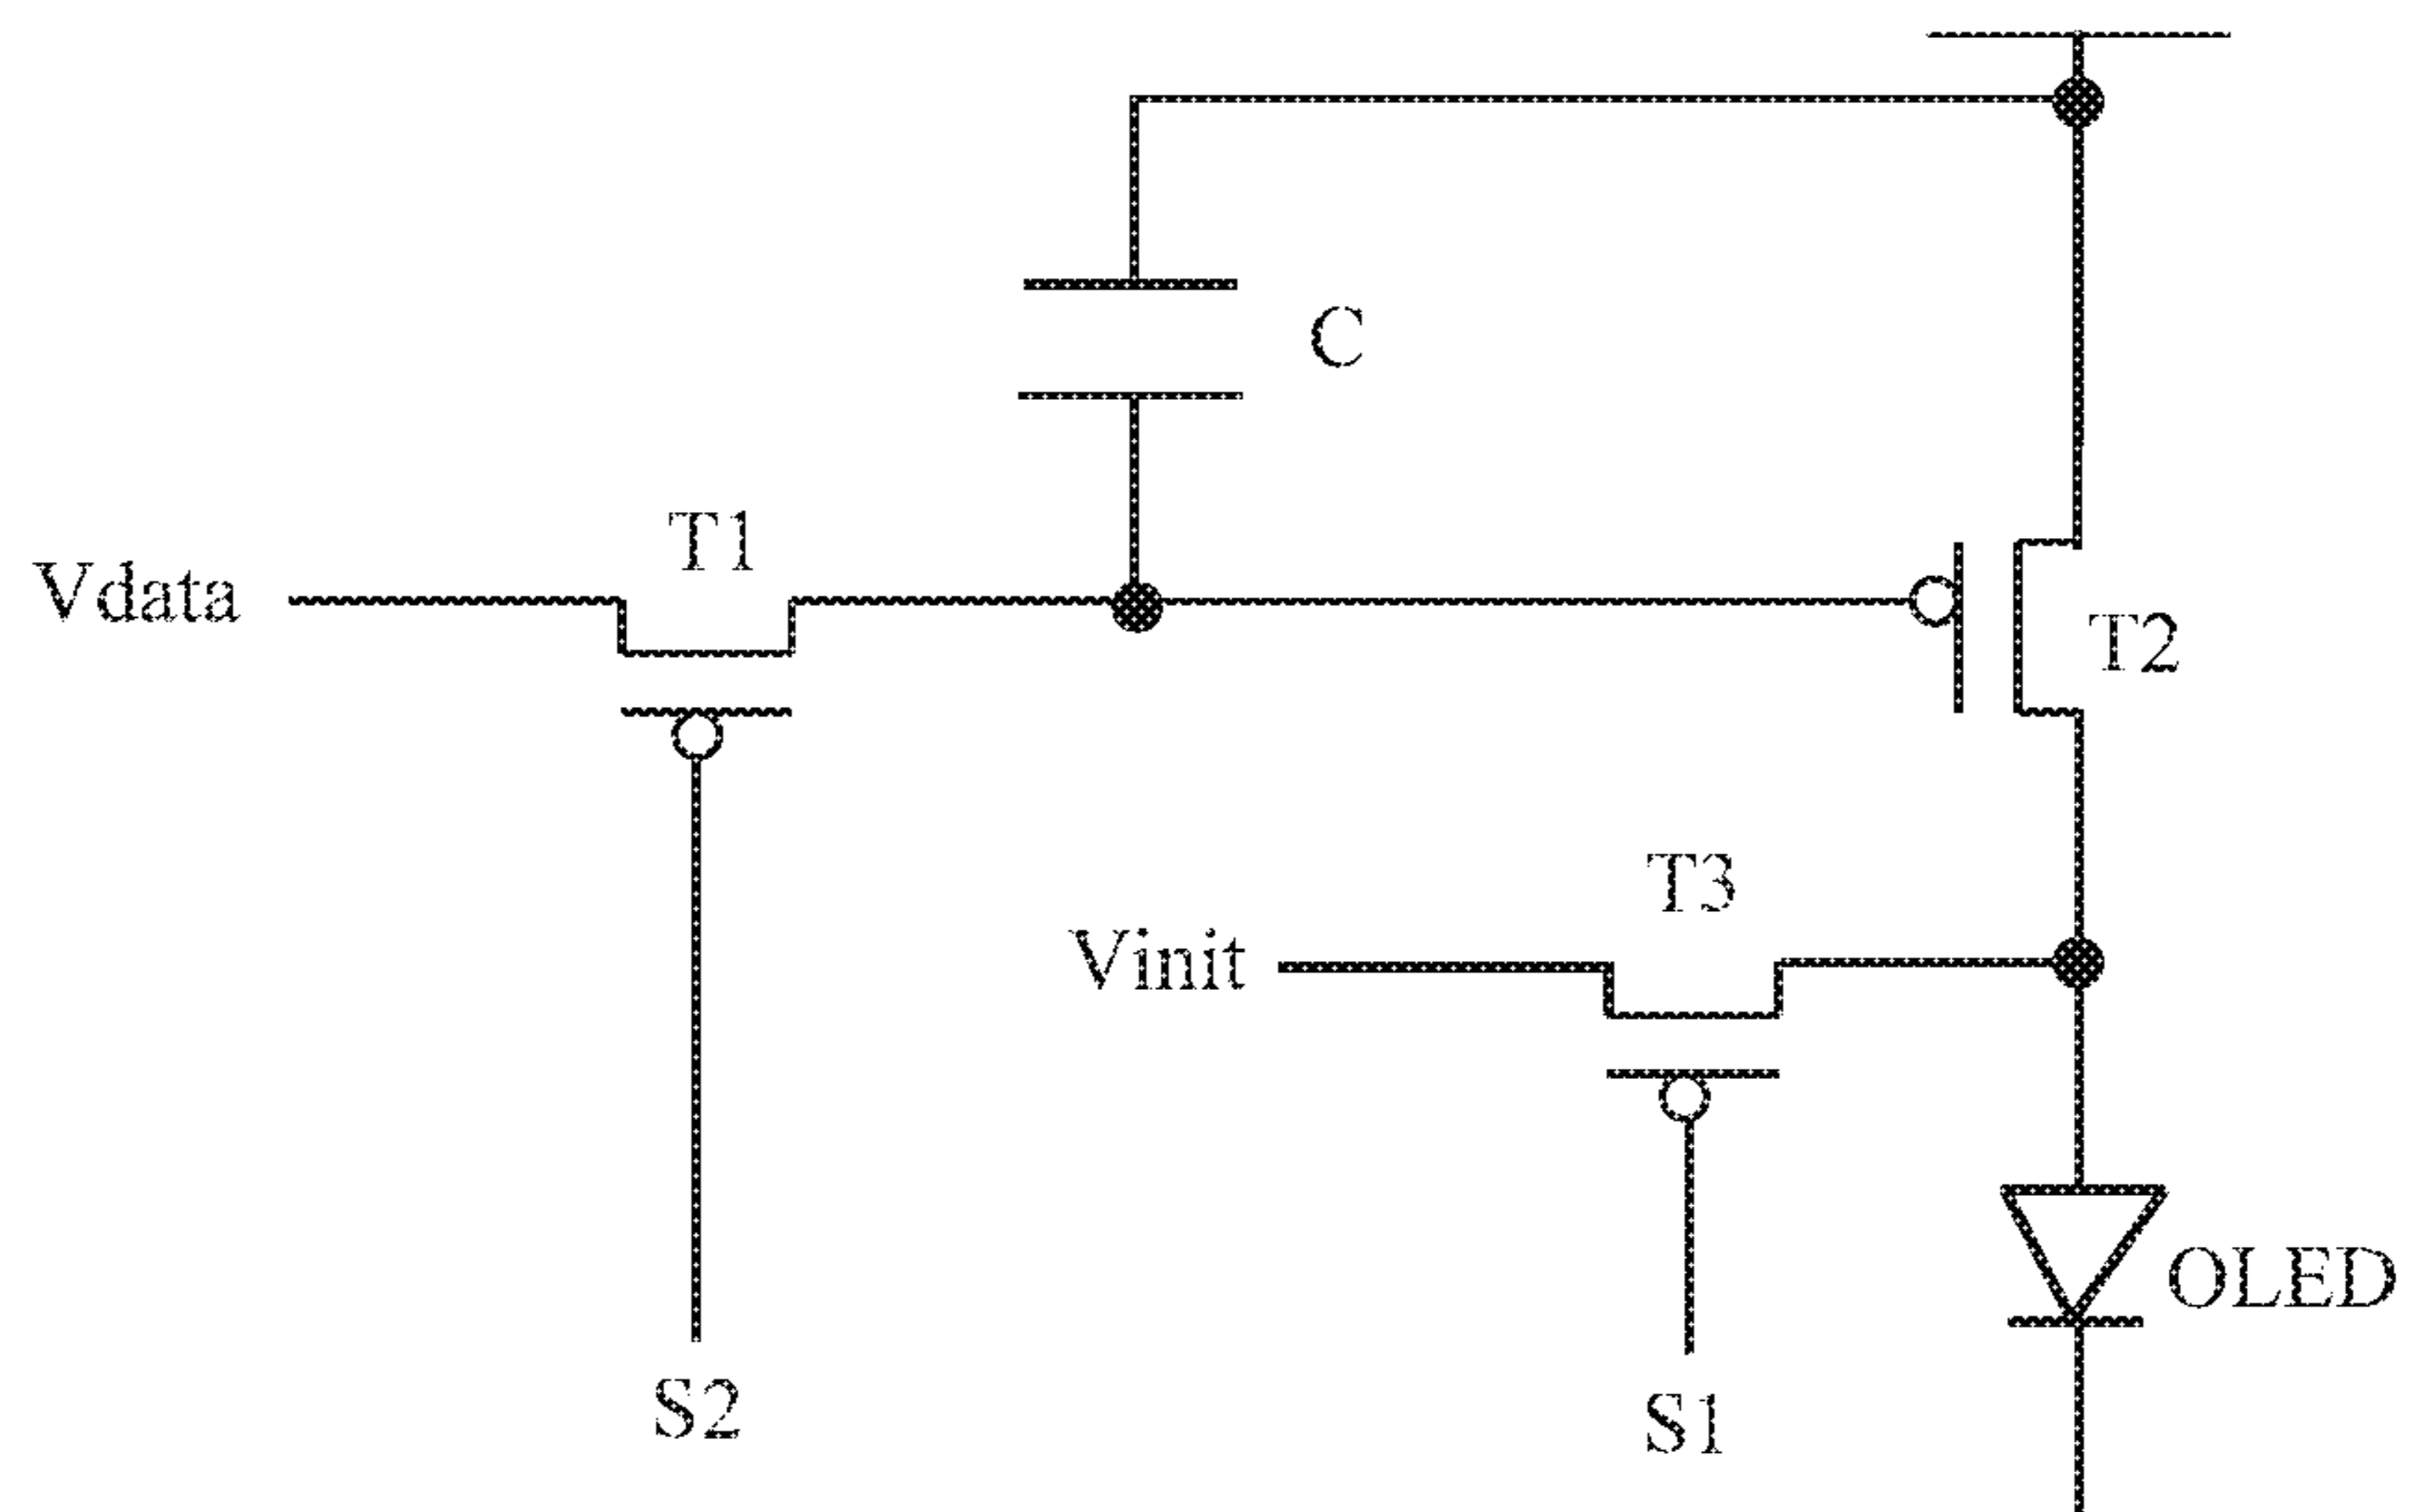 C
T1
Vdata
T2
T3
Vinit
OLED
S2
S1